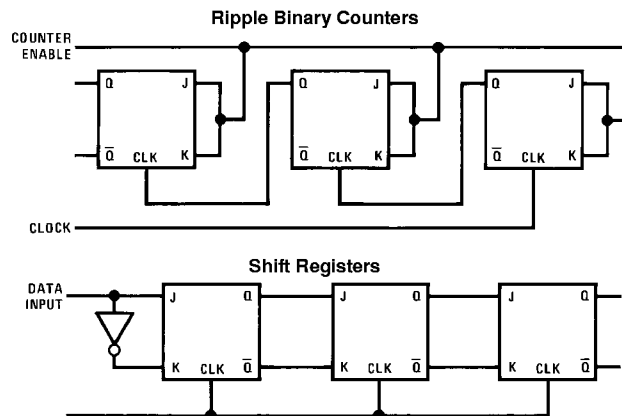 Ripple Binary Counters
COUNTER
ENABLE
Q J Q J Q J
Q̅ CLK K Q̅ CLK K Q̅ CLK K
CLOCK
Shift Registers
DATA
INPUT
J Q J Q J Q
K CLK Q̅ K CLK Q̅ K CLK Q̅